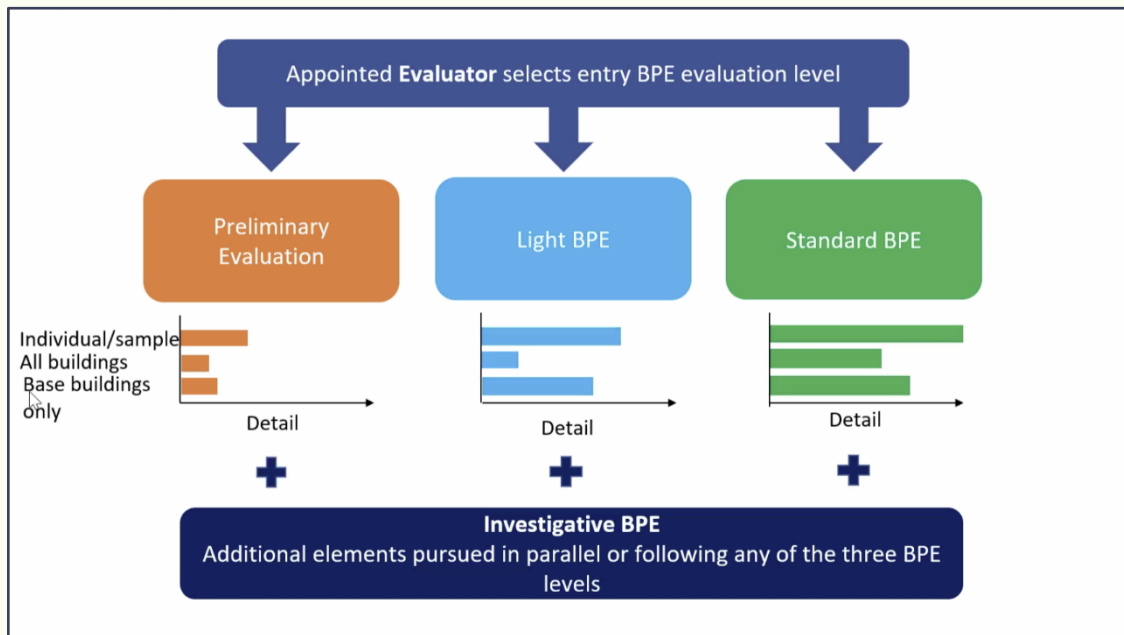 Appointed Evaluator selects entry BPE evaluation level
Preliminary
Evaluation
Light BPE
Standard BPE
Individual/sample
All buildings
Base buildings
only
Detail
Detail
Detail
Investigative BPE
Additional elements pursued in parallel or following any of the three BPE
levels